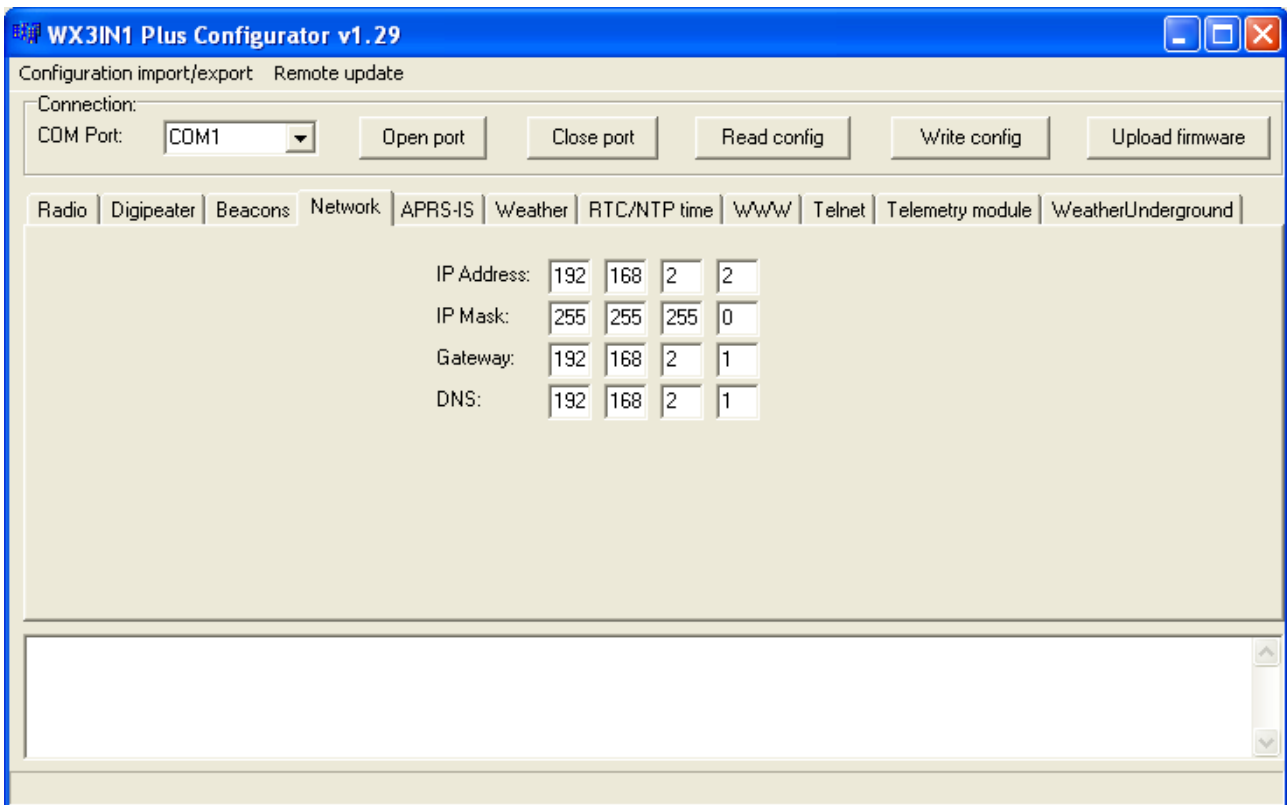 WX3IN1 Plus Configurator v1.29
Configuration import/export Remote update
Connection:
COM Port: COM1 Open port Close port Read config Write config Upload firmware
Radio Digipeater Beacons Network APRS-IS Weather RTC/NTP time WWW Telnet Telemetry module WeatherUnderground
IP Address: 192 168 2 2
IP Mask: 255 255 255 0
Gateway: 192 168 2 1
DNS: 192 168 2 1